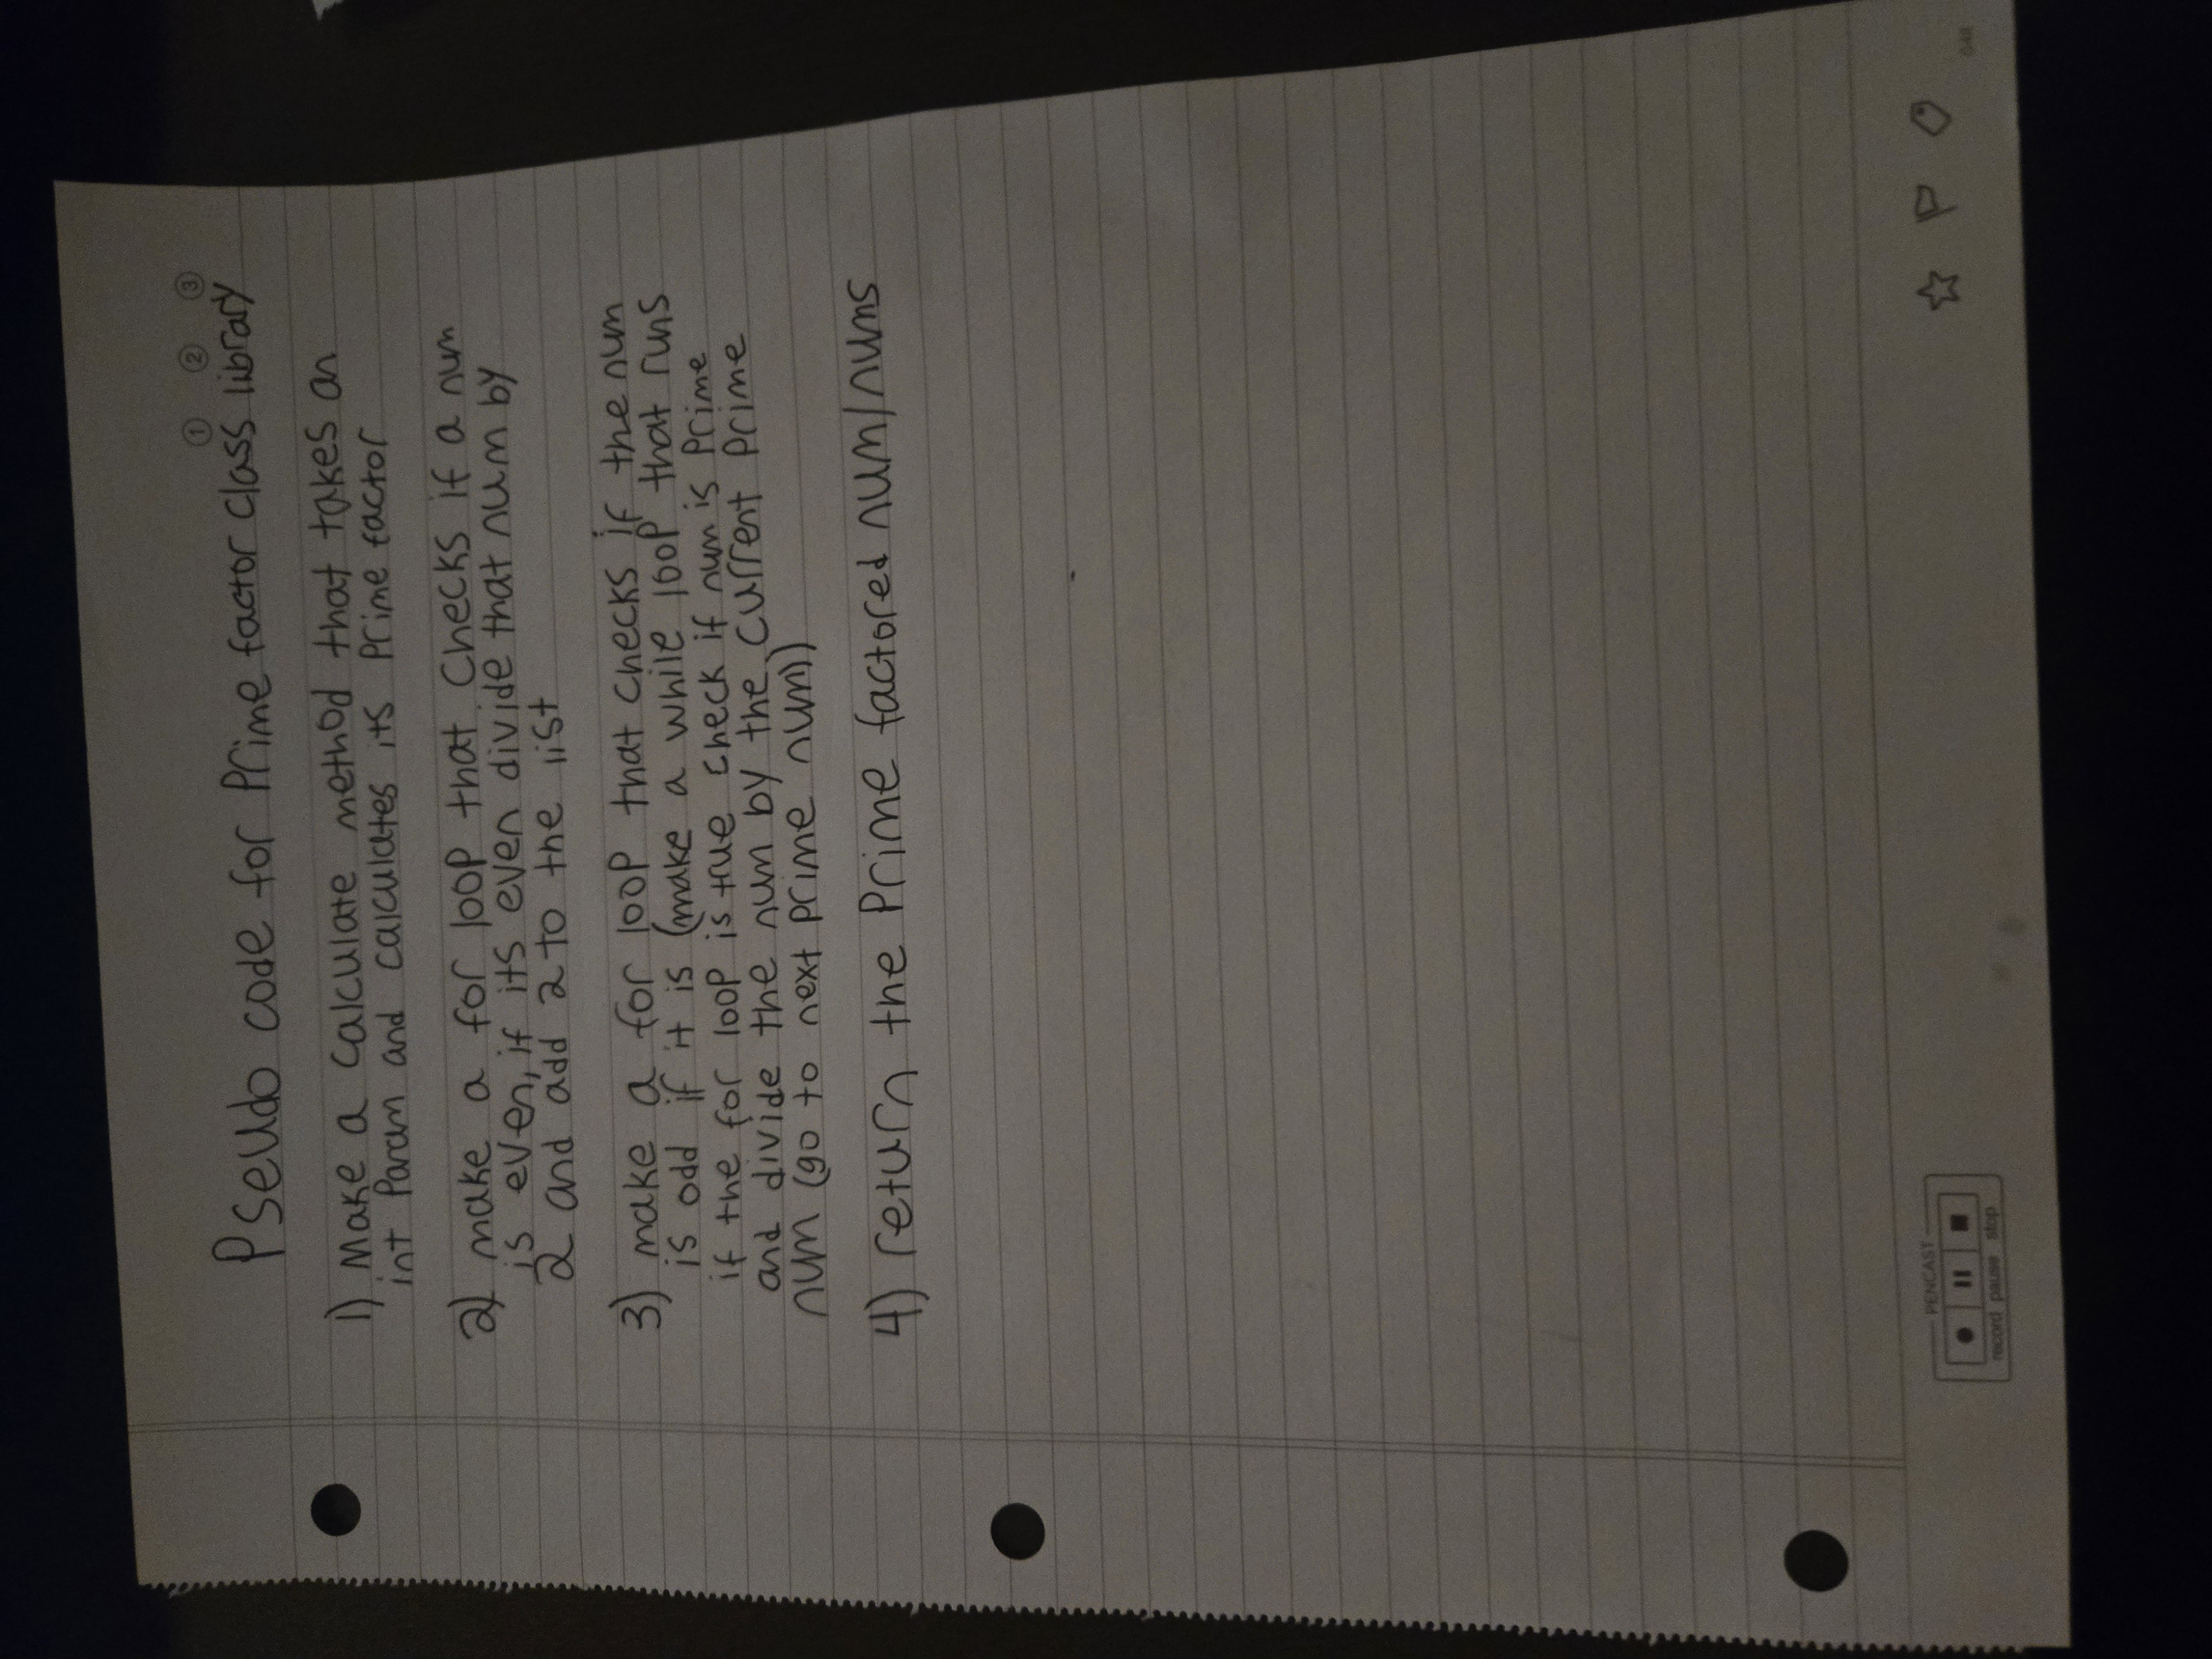 ① ② ③
Pseudo code for Prime factor class library
1) Make a calculate method that takes an
int Param and calculates its Prime factor
2) make a for loop that checks if a num
is even, if its even divide that num by
2 and add 2 to the list
3) make a for loop that checks if the num
is odd if it is (make a while loop that runs
if the for loop is true check if num is Prime
and divide the num by the current Prime
num (go to next prime num))
4) return the Prime factored num/nums
PENCAST
record pause stop